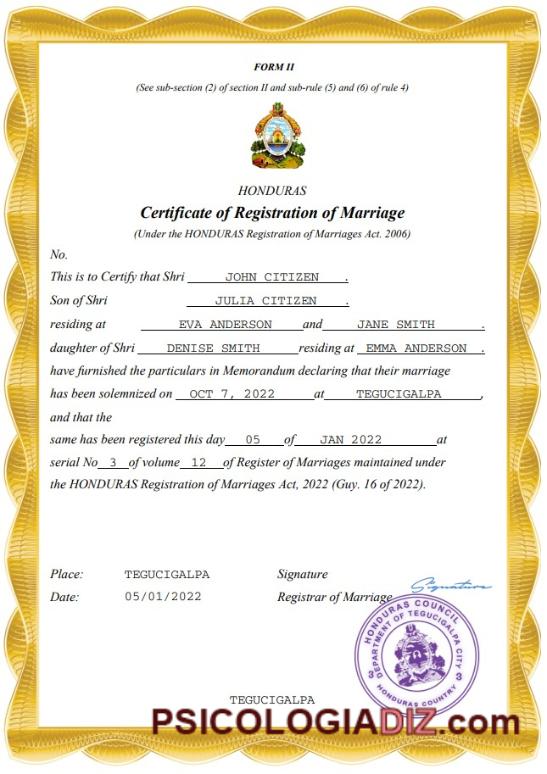 FORM II
(See sub-section (2) of section II and sub-rule (5) and (6) of rule 4)
HONDURAS
Certificate of Registration of Marriage
(Under the HONDURAS Registration of Marriages Act. 2006)
No.
This is to Certify that Shri JOHN CITIZEN .
Son of Shri JULIA CITIZEN .
residing at EVA ANDERSON and JANE SMITH .
daughter of Shri DENISE SMITH residing at EMMA ANDERSON .
have furnished the particulars in Memorandum declaring that their marriage
has been solemnized on OCT 7, 2022 at TEGUCIGALPA ,
and that the
same has been registered this day 05 of JAN 2022 at
serial No 3 of volume 12 of Register of Marriages maintained under
the HONDURAS Registration of Marriages Act, 2022 (Guy. 16 of 2022).
Place: TEGUCIGALPA Signature
Signature
Date: 05/01/2022 Registrar of Marriage
HONDURAS COUNCIL
DEPARTMENT OF TEGUCIGALPA CITY
3 3
HONDURAS COUNTRY
TEGUCIGALPA
PSICOLOGIADIZ.com